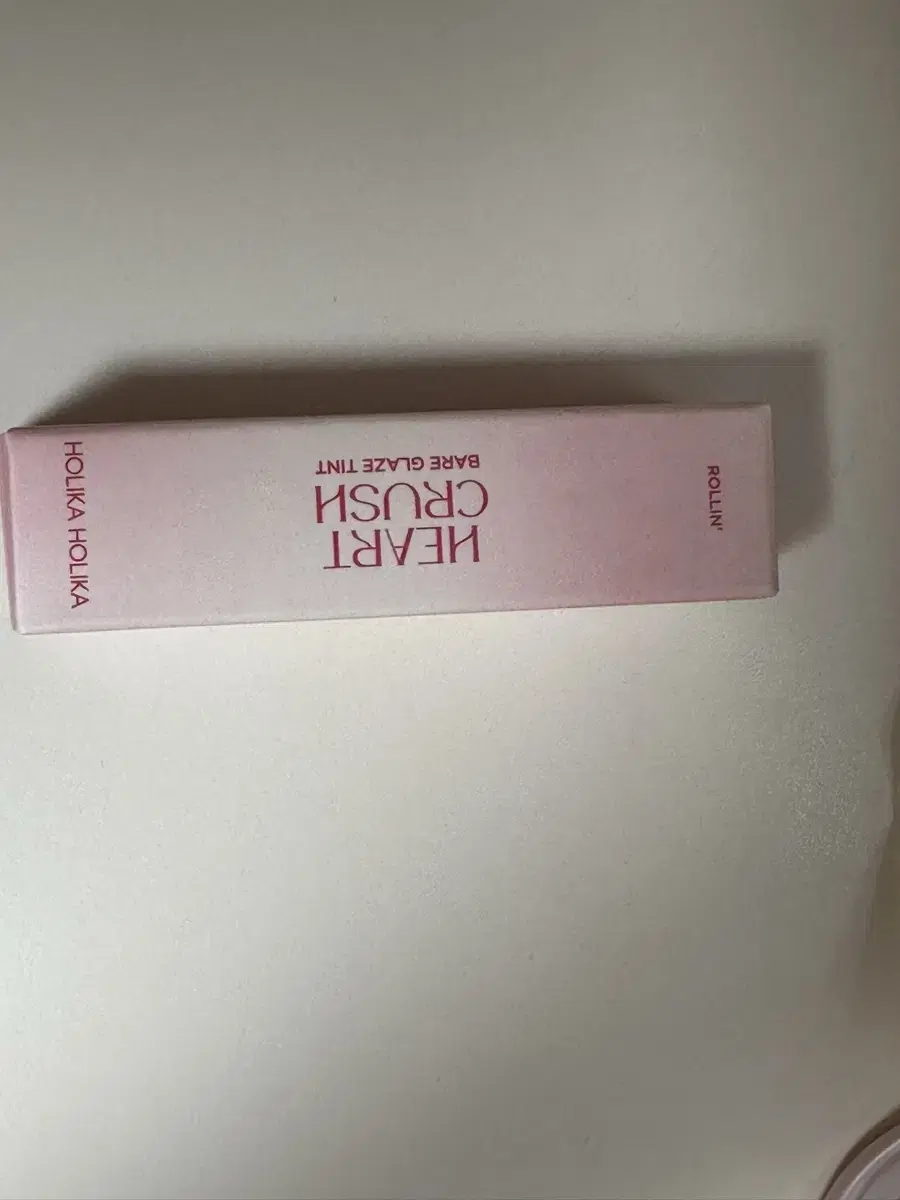 HOLIKA HOLIKA
HEART
CRUSH
BARE GLAZE TINT
ROLLIN'